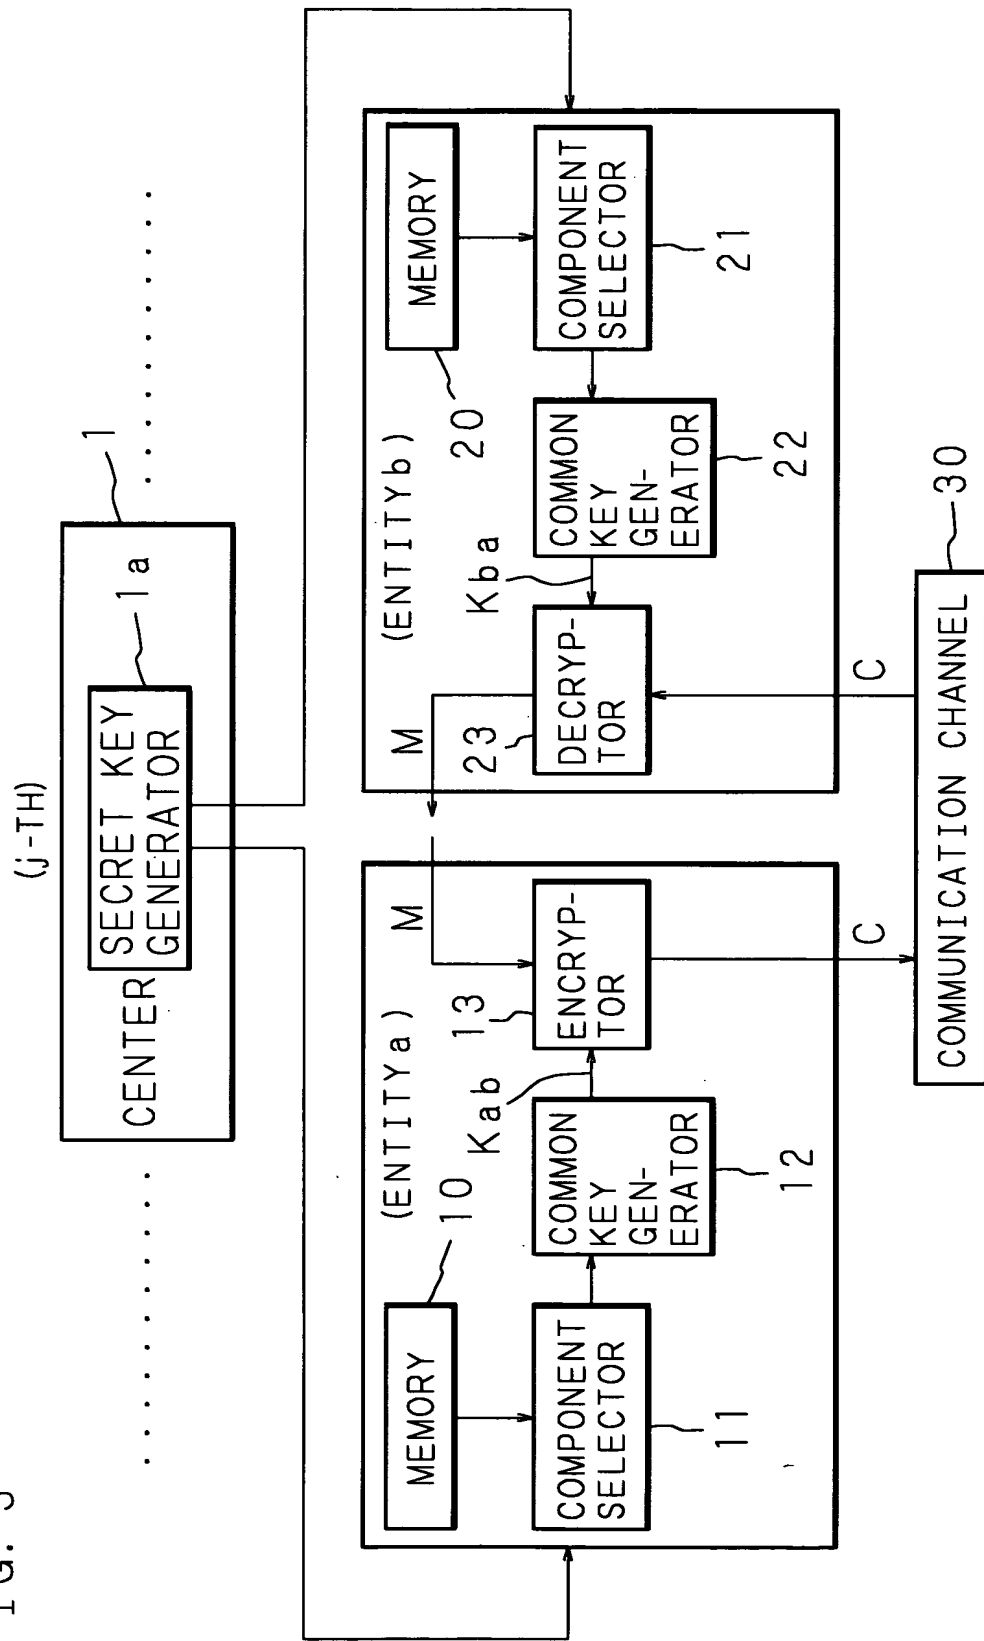 (j-TH)
1
SECRET KEY
GENERATOR
1a
CENTER
(ENTITYa)
(ENTITYb)
MEMORY
10
COMPONENT
SELECTOR
11
COMMON
KEY
GEN-
ERATOR
12
Kab
M
13
ENCRYP-
TOR
C
M
23
DECRYP-
TOR
C
Kba
COMMON
KEY
GEN-
ERATOR
22
MEMORY
20
COMPONENT
SELECTOR
21
COMMUNICATION CHANNEL
30